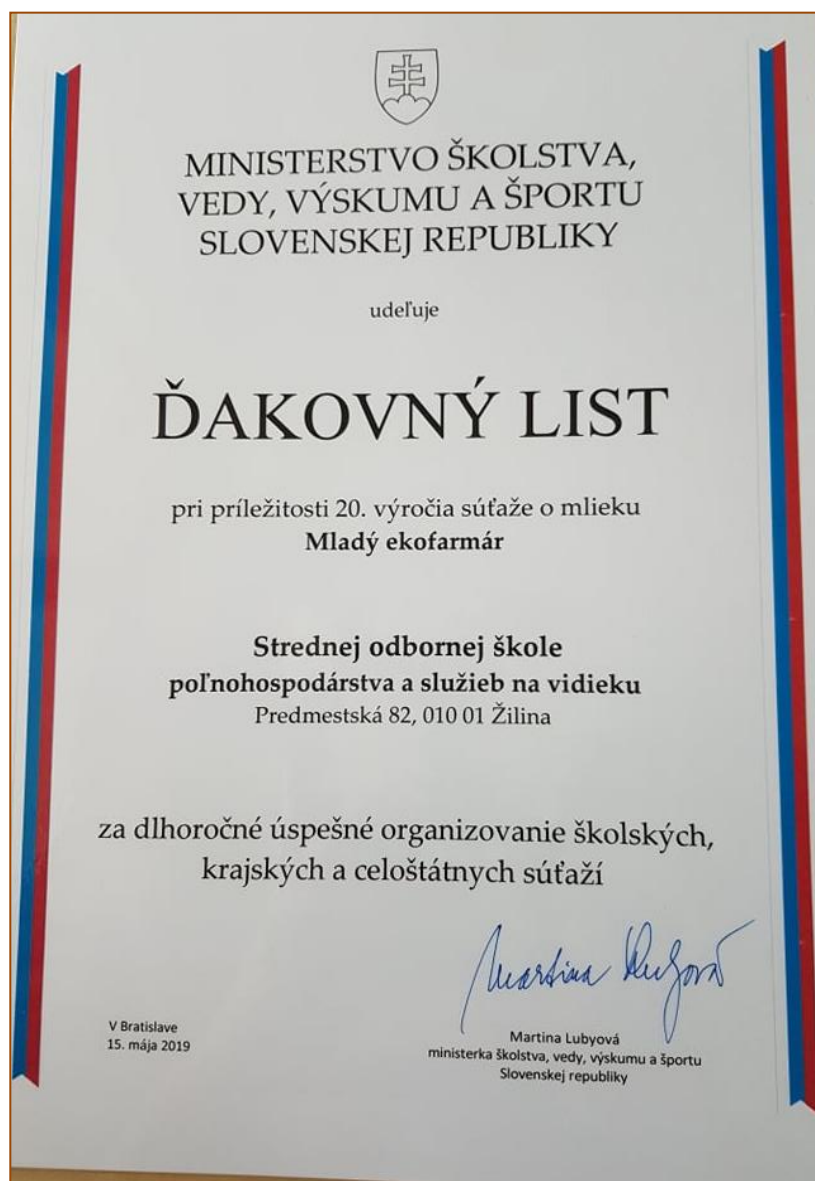 MINISTERSTVO ŠKOLSTVA,
VEDY, VÝSKUMU A ŠPORTU
SLOVENSKEJ REPUBLIKY
udeľuje
ĎAKOVNÝ LIST
pri príležitosti 20. výročia súťaže o mlieku
Mladý ekofarmár
Strednej odbornej škole
poľnohospodárstva a služieb na vidieku
Predmestská 82, 010 01 Žilina
za dlhoročné úspešné organizovanie školských,
krajských a celoštátnych súťaží
Martina Lubyová
V Bratislave
15. mája 2019
Martina Lubyová
ministerka školstva, vedy, výskumu a športu
Slovenskej republiky